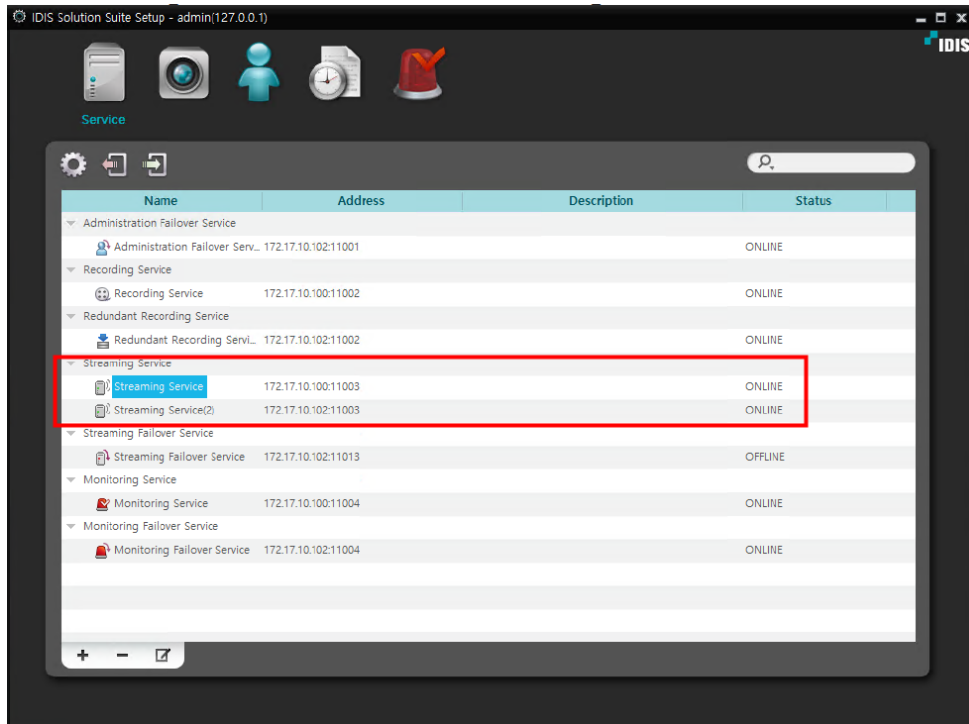 IDIS Solution Suite Setup - admin(127.0.0.1)
IDIS
Service
Name Address Description Status
Administration Failover Service
Administration Failover Serv... 172.17.10.102:11001 ONLINE
Recording Service
Recording Service 172.17.10.100:11002 ONLINE
Redundant Recording Service
Redundant Recording Servi... 172.17.10.102:11002 ONLINE
Streaming Service
Streaming Service 172.17.10.100:11003 ONLINE
Streaming Service(2) 172.17.10.102:11003 ONLINE
Streaming Failover Service
Streaming Failover Service 172.17.10.102:11013 OFFLINE
Monitoring Service
Monitoring Service 172.17.10.100:11004 ONLINE
Monitoring Failover Service
Monitoring Failover Service 172.17.10.102:11004 ONLINE